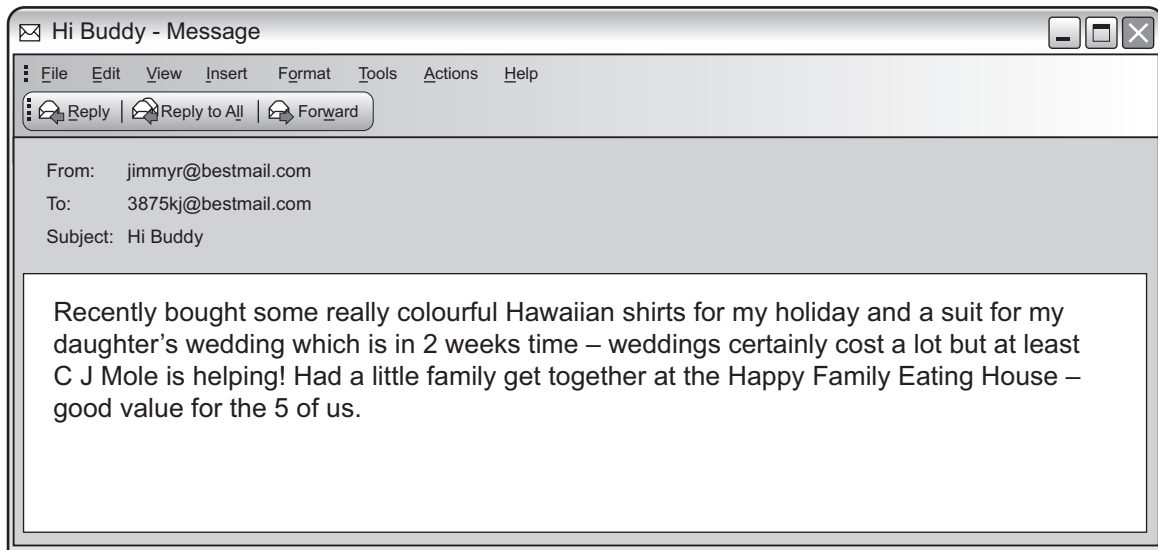 Hi Buddy - Message
File Edit View Insert Format Tools Actions Help
Reply Reply to All Forward
From: jimmyr@bestmail.com
To: 3875kj@bestmail.com
Subject: Hi Buddy
Recently bought some really colourful Hawaiian shirts for my holiday and a suit for my
daughter’s wedding which is in 2 weeks time – weddings certainly cost a lot but at least
C J Mole is helping! Had a little family get together at the Happy Family Eating House –
good value for the 5 of us.